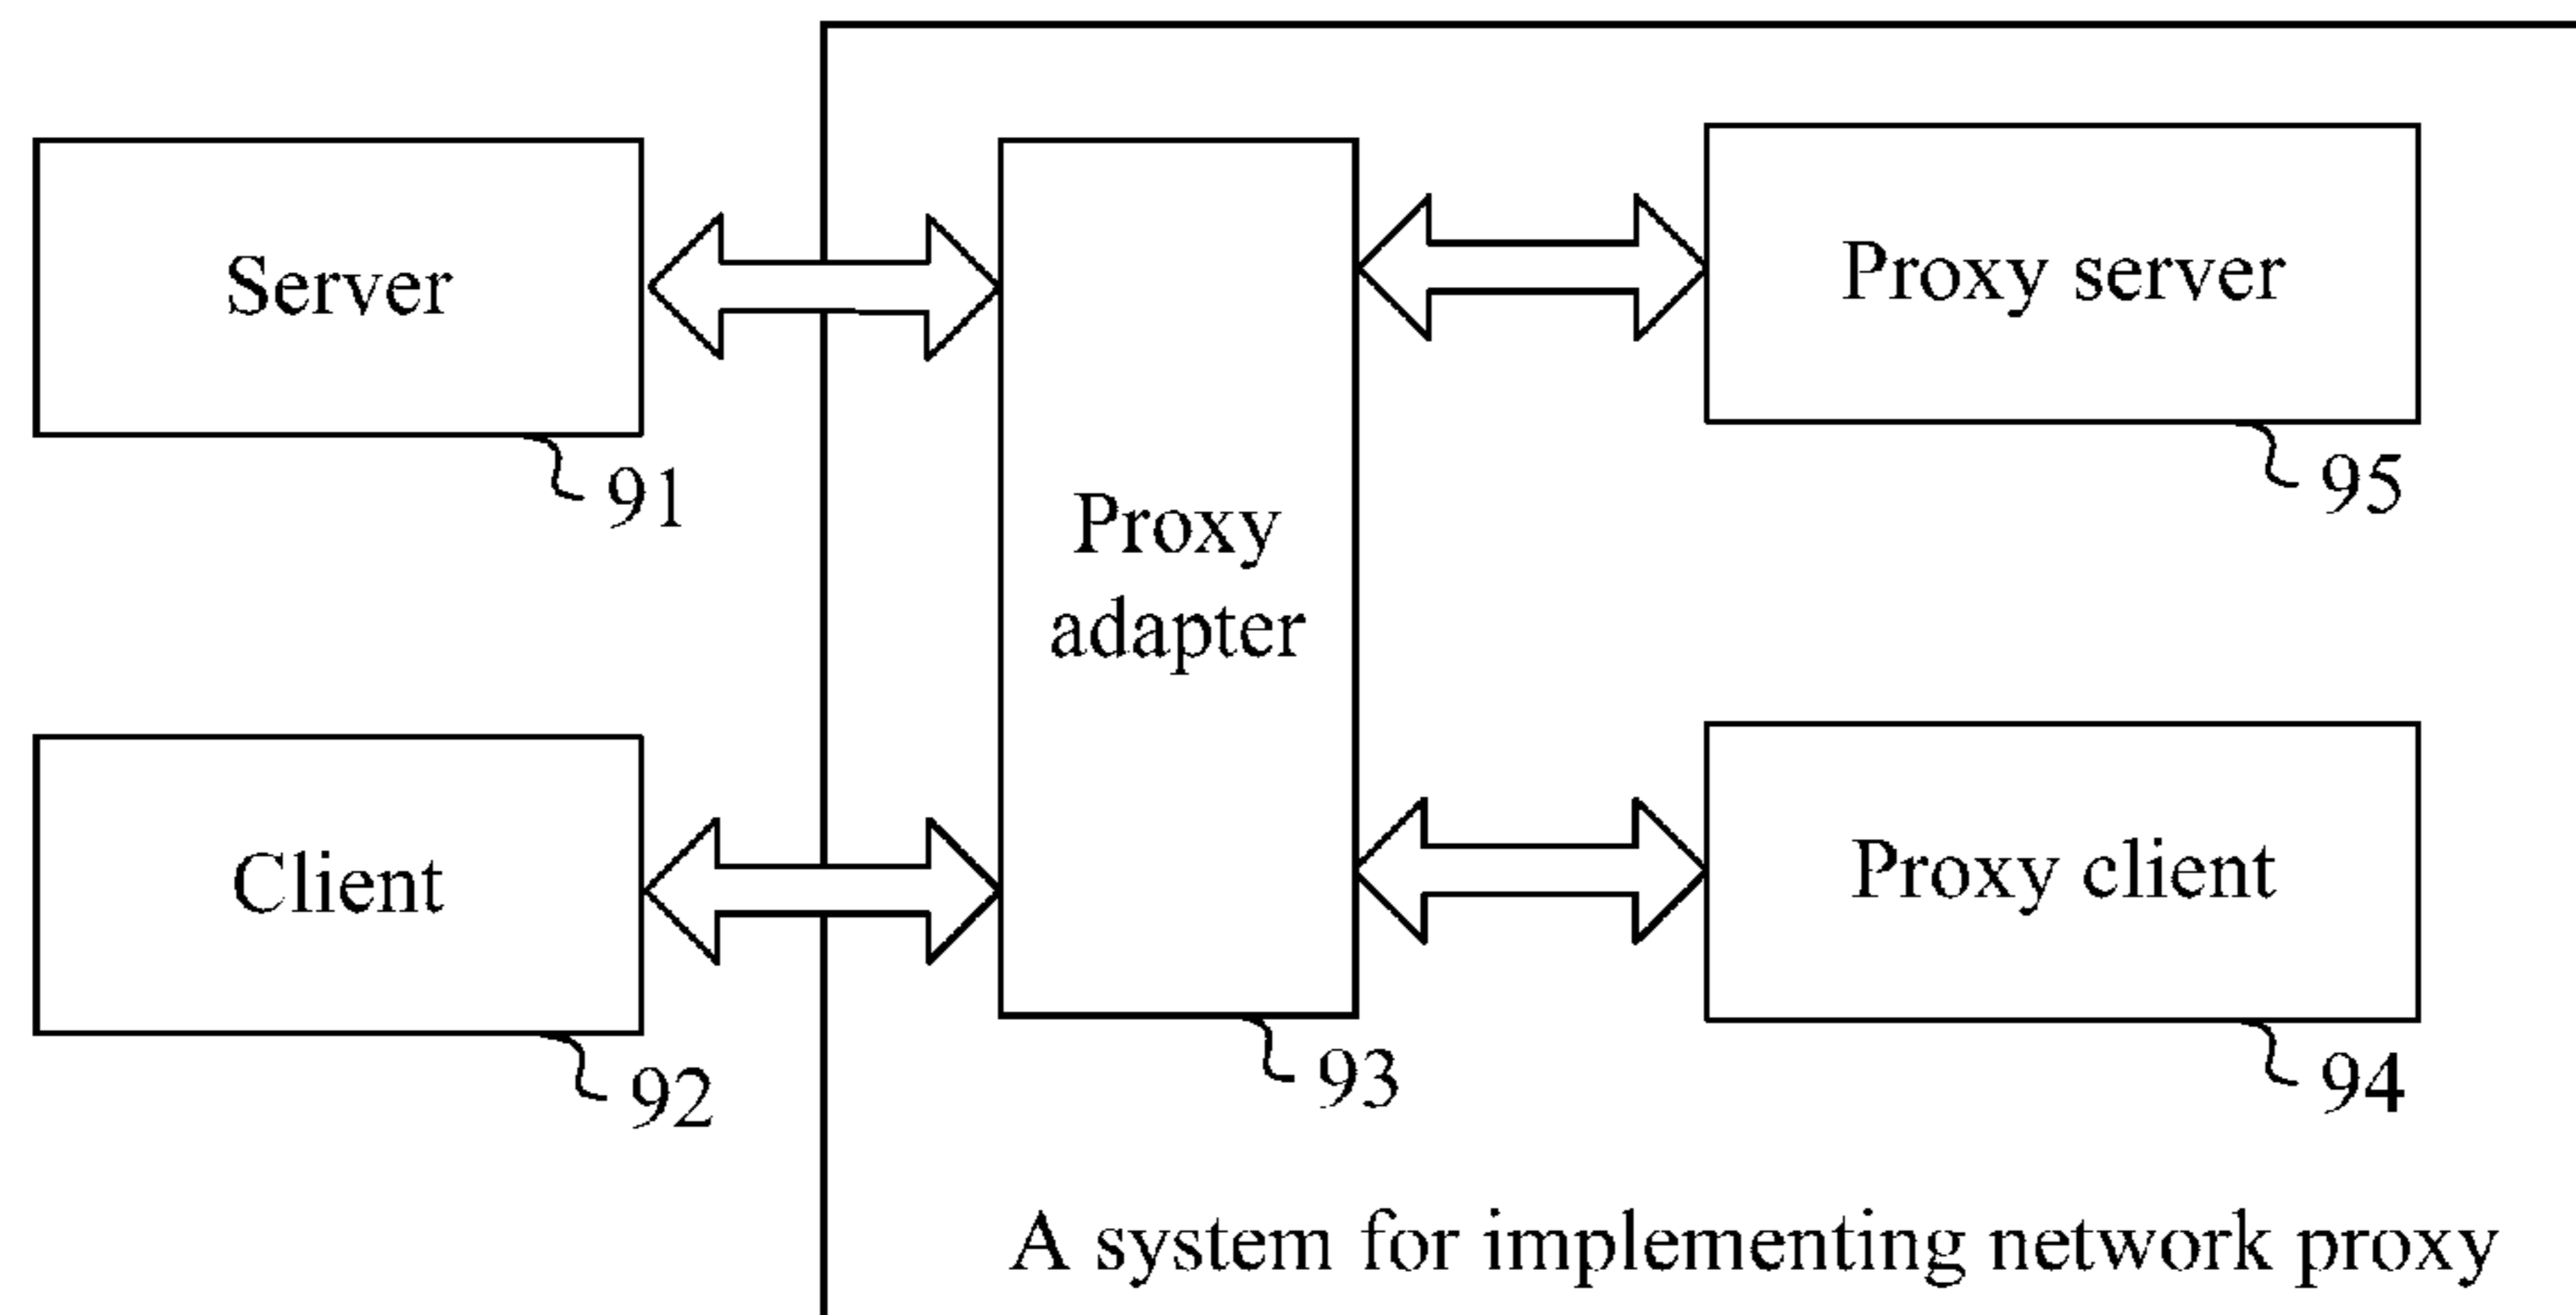 Server
91
Client
92
Proxy
adapter
93
Proxy server
95
Proxy client
94
A system for implementing network proxy